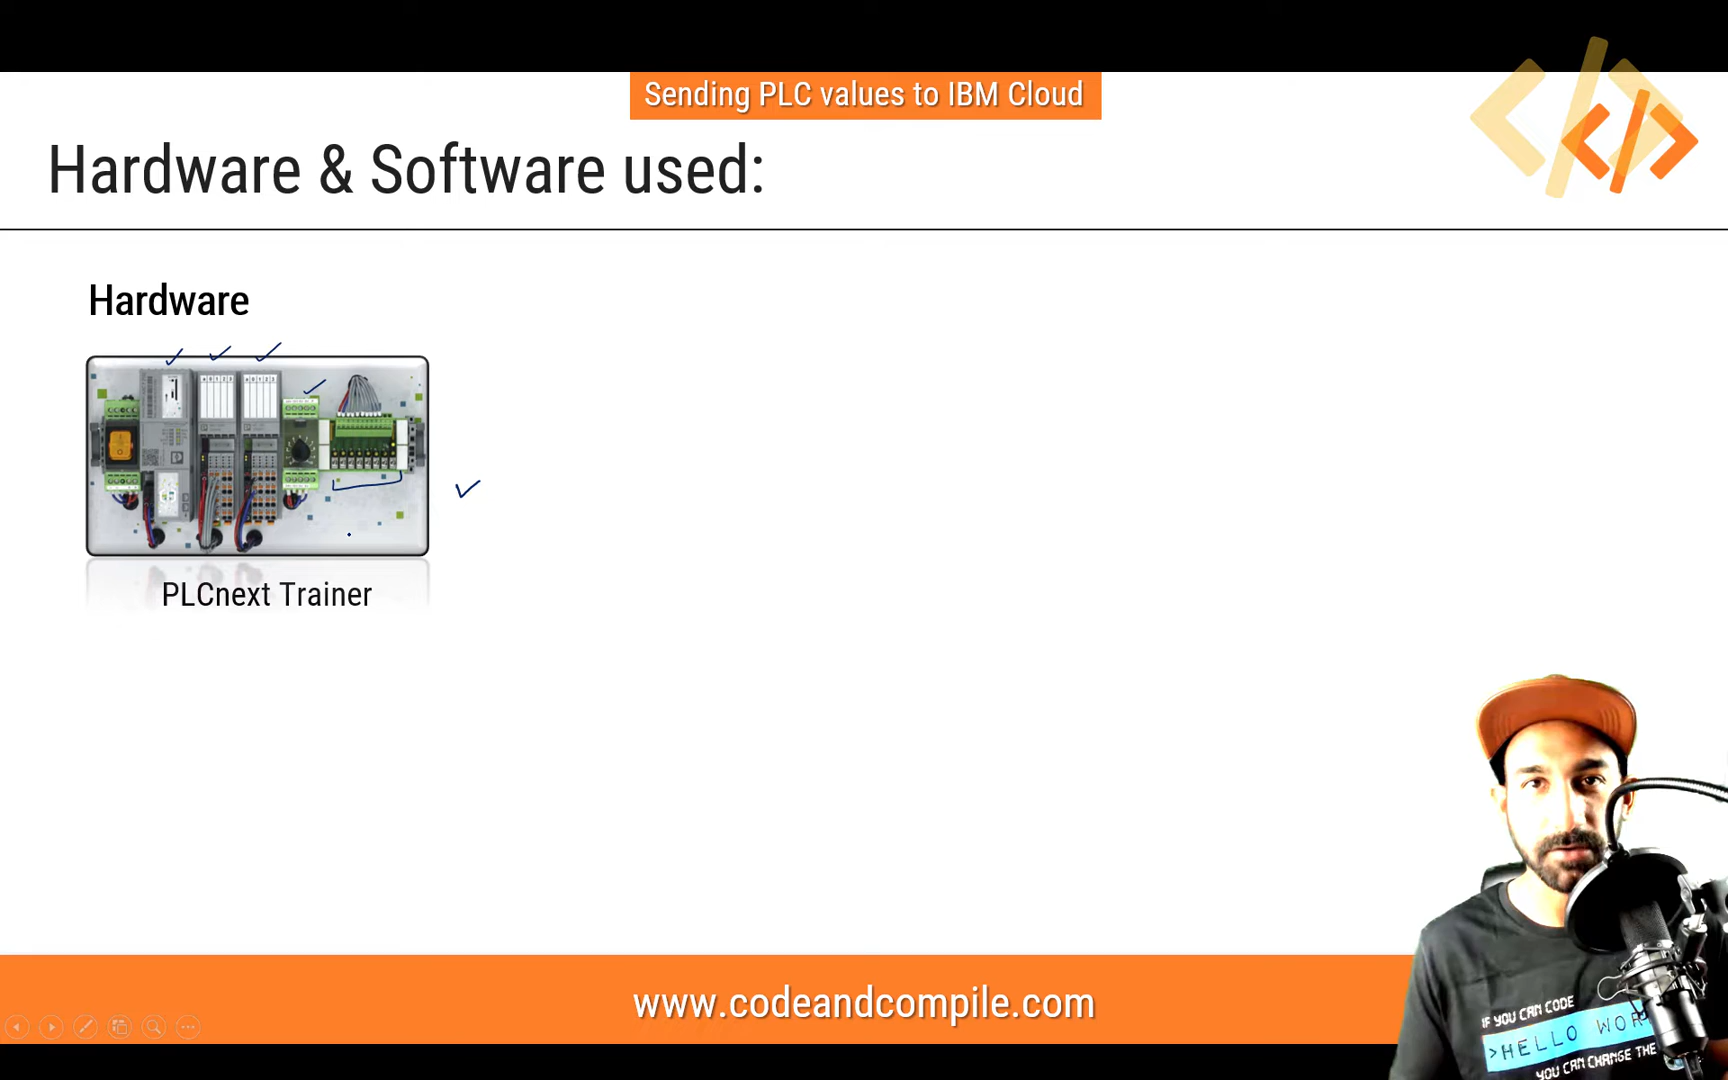 Sending PLC values to IBM Cloud
Hardware & Software used:
Hardware
PLCnext Trainer
www.codeandcompile.com
IF YOU CAN CODE
>HELLO WOR
YOU CAN CHANGE THE